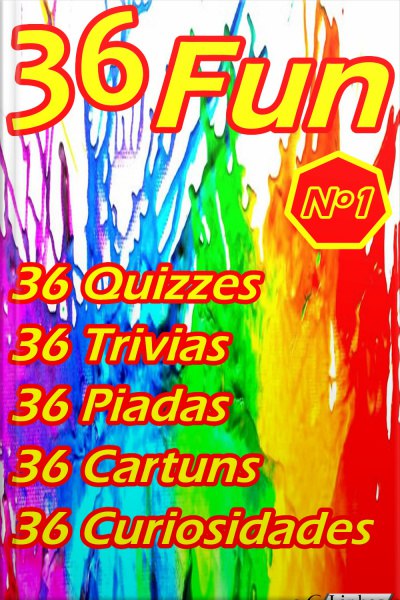 36 Fun
Nº1
36 Quizzes
36 Trivias
36 Piadas
36 Cartuns
36 Curiosidades